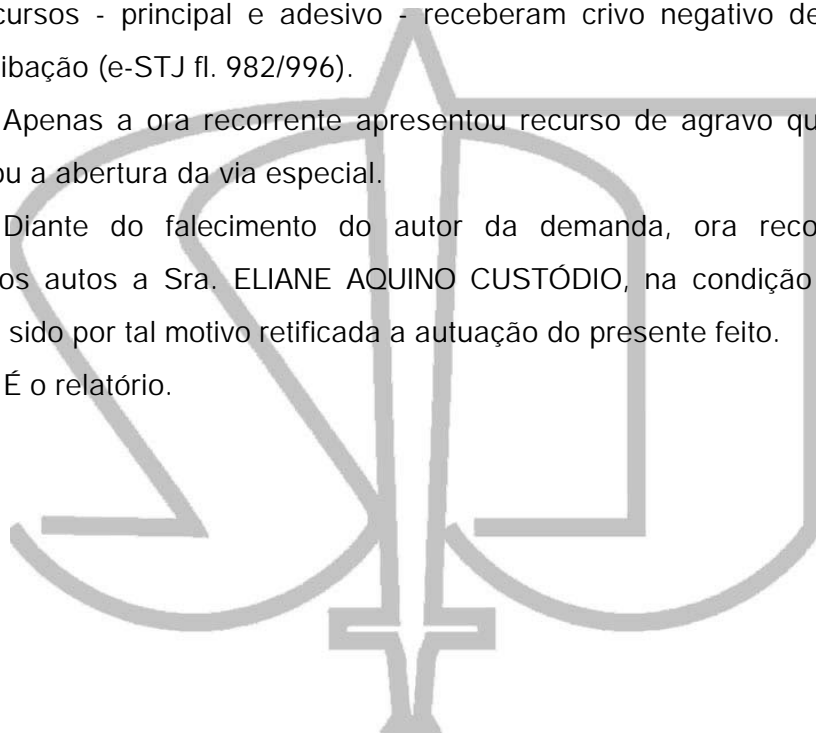 cursos - principal e adesivo - receberam crivo negativo de
ibação (e-STJ fl. 982/996).
Apenas a ora recorrente apresentou recurso de agravo qu
ou a abertura da via especial.
Diante do falecimento do autor da demanda, ora reco
os autos a Sra. ELIANE AQUINO CUSTÓDIO, na condição
sido por tal motivo retificada a autuação do presente feito.
É o relatório.